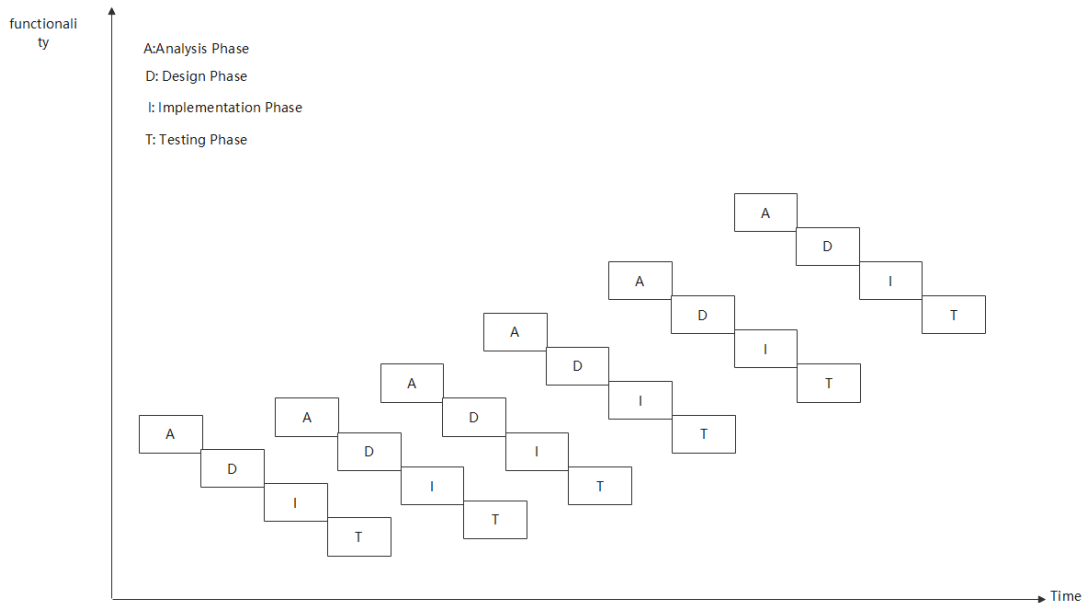 functionali
ty
A:Analysis Phase
D: Design Phase
I: Implementation Phase
T: Testing Phase
A
D
I
T
A
D
I
T
A
D
I
T
A
D
I
T
A
D
I
T
A
D
I
T
Time